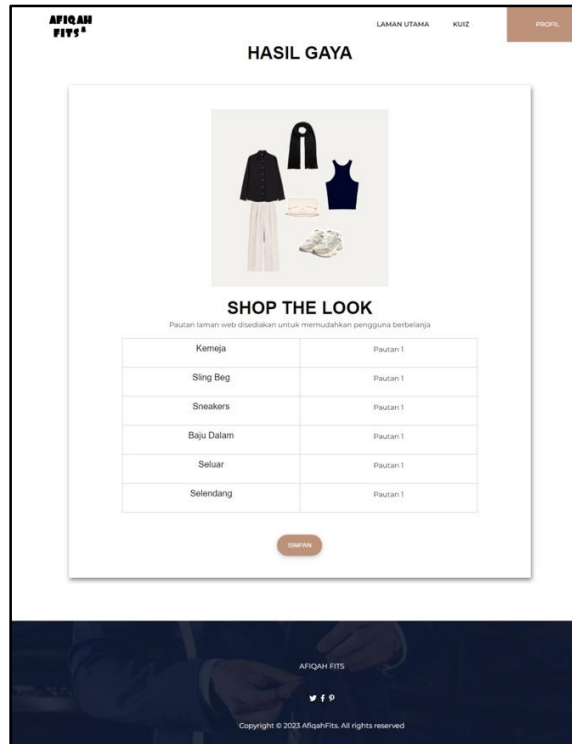 AFIQAH
FITS
LAMAN UTAMA KUIZ PROFIL
HASIL GAYA
SHOP THE LOOK
Pautan laman web disediakan untuk memudahkan pengguna berbelanja
Kemeja Pautan 1
Sling Beg Pautan 1
Sneakers Pautan 1
Baju Dalam Pautan 1
Seluar Pautan 1
Selendang Pautan 1
SIMPAN
AFIQAH FITS
Copyright © 2023 AfiqahFits. All rights reserved